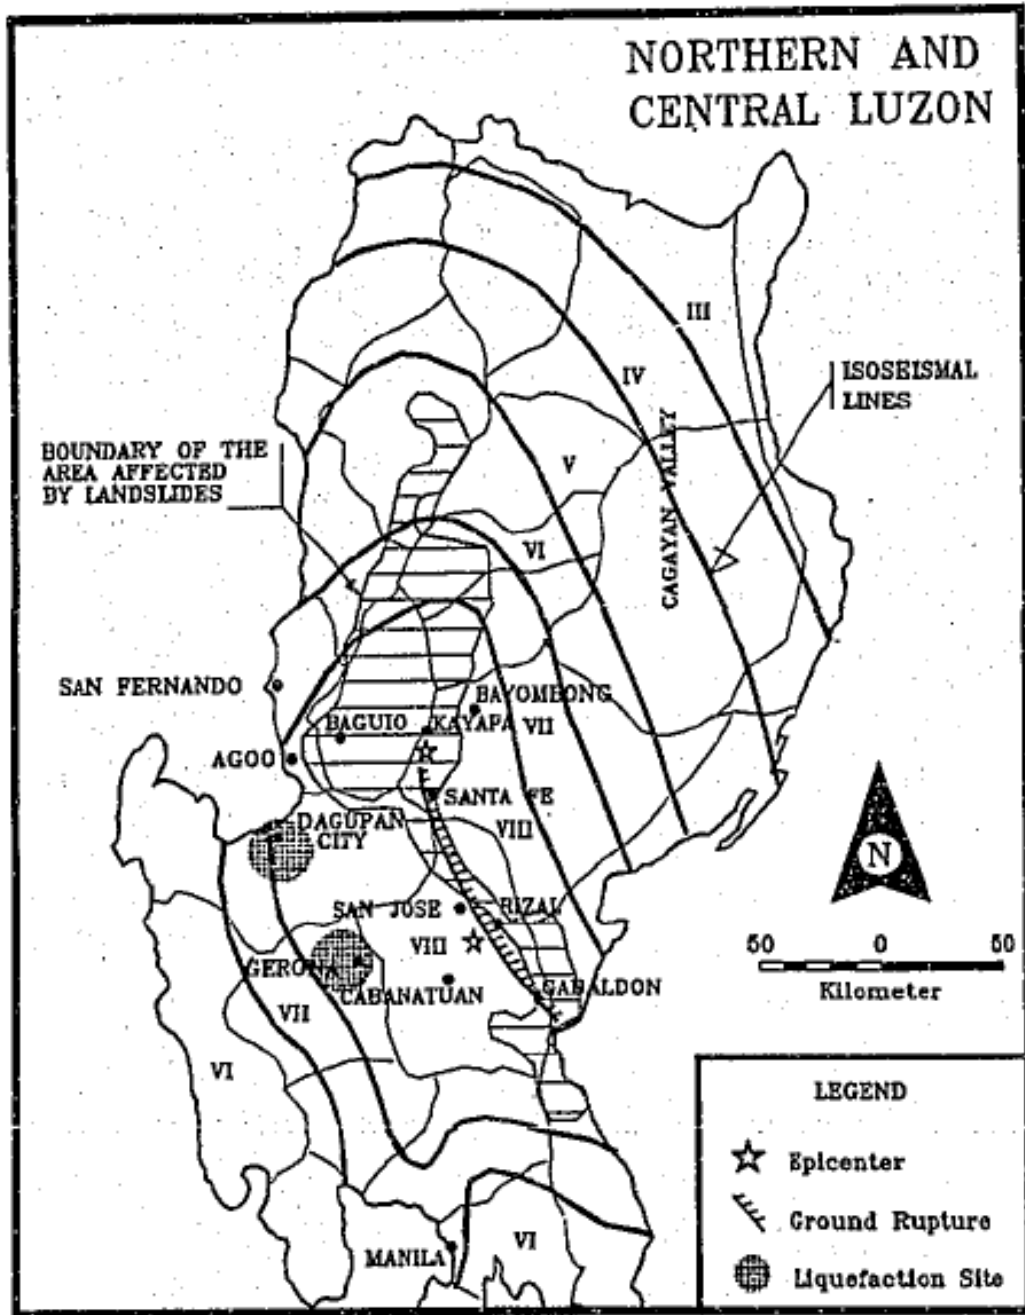 NORTHERN AND
CENTRAL LUZON
III
IV
ISOSEISMAL
LINES
BOUNDARY OF THE
AREA AFFECTED
BY LANDSLIDES
V
CAGAYAN VALLEY
VI
SAN FERNANDO
BAYOMBONG
BAGUIO
KAYAPA
VII
AGOO
SANTA FE
DAGUPAN
CITY
VIII
N
SAN JOSE
RIZAL
VIII
GERONA
CABANATUAN
GABALDON
50 0 50
Kilometer
VII
VI
LEGEND
Epicenter
Ground Rupture
Liquefaction Site
MANILA
VI